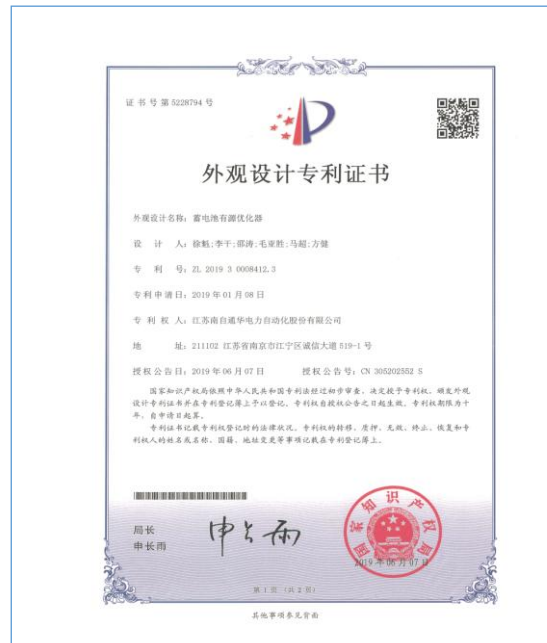 证书号第5228794号
外观设计专利证书
外观设计名称：蓄电池有源优化器
设计人：徐魁;李干;邵涛;毛亚胜;马超;方健
专利号：ZL 2019 3 0008412.3
专利申请日：2019年01月08日
专利权人：江苏南自通华电力自动化股份有限公司
地址：211102 江苏省南京市江宁区诚信大道519-1号
授权公告日：2019年06月07日 授权公告号：CN 305202552 S
国家知识产权局依照中华人民共和国专利法经过初步审查，决定授予专利权，颁发外观
设计专利证书并在专利登记簿上予以登记。专利权自授权公告之日起生效。专利权期限为十
年，自申请日起算。
专利证书记载专利权登记时的法律状况。专利权的转移、质押、无效、终止、恢复和专
利权人的姓名或名称、国籍、地址变更等事项记载在专利登记簿上。
局长
申长雨
申长雨
国家知识产权局
2019年06月07日
第1页（共2页）
其他事项参见背面